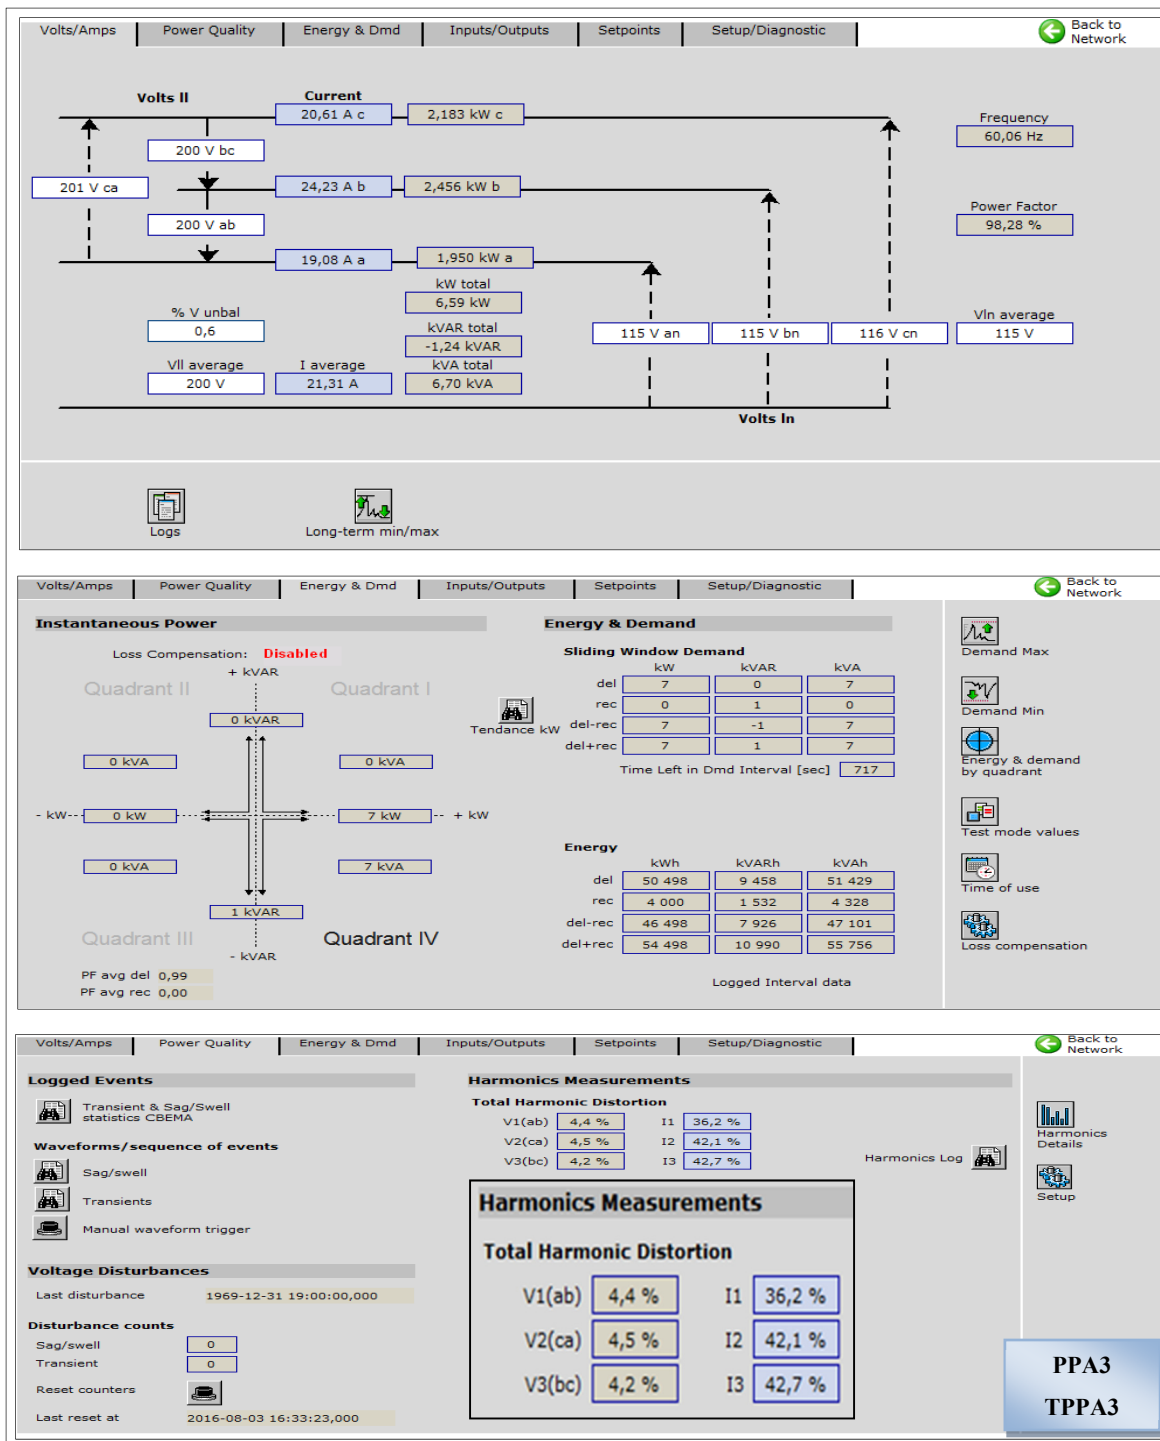 Volts/Amps Power Quality Energy & Dmd Inputs/Outputs Setpoints Setup/Diagnostic Back to Network
Volts ll Current
20,61 A c 2,183 kW c
Frequency
60,06 Hz
200 V bc
201 V ca 24,23 A b 2,456 kW b
Power Factor
98,28 %
200 V ab
19,08 A a 1,950 kW a
kW total
6,59 kW
% V unbal
0,6
kVAR total
-1,24 kVAR
115 V an 115 V bn 116 V cn
Vln average
115 V
Vll average I average kVA total
200 V 21,31 A 6,70 kVA
Volts ln
Logs Long-term min/max
Volts/Amps Power Quality Energy & Dmd Inputs/Outputs Setpoints Setup/Diagnostic Back to Network
Instantaneous Power
Loss Compensation: Disabled
+ kVAR
Quadrant II Quadrant I
0 kVAR
0 kVA 0 kVA
- kW 0 kW 7 kW + kW
0 kVA 7 kVA
1 kVAR
Quadrant III Quadrant IV
- kVAR
PF avg del 0,99
PF avg rec 0,00
Tendance kW
Energy & Demand
Sliding Window Demand
kW kVAR kVA
del 7 0 7
rec 0 1 0
del-rec 7 -1 7
del+rec 7 1 7
Time Left in Dmd Interval [sec] 717
Energy
kWh kVARh kVAh
del 50 498 9 458 51 429
rec 4 000 1 532 4 328
del-rec 46 498 7 926 47 101
del+rec 54 498 10 990 55 756
Logged Interval data
Demand Max
Demand Min
Energy & demand
by quadrant
Test mode values
Time of use
Loss compensation
Volts/Amps Power Quality Energy & Dmd Inputs/Outputs Setpoints Setup/Diagnostic Back to Network
Logged Events
Transient & Sag/Swell
statistics CBEMA
Waveforms/sequence of events
Sag/swell
Transients
Manual waveform trigger
Voltage Disturbances
Last disturbance 1969-12-31 19:00:00,000
Disturbance counts
Sag/swell 0
Transient 0
Reset counters
Last reset at 2016-08-03 16:33:23,000
Harmonics Measurements
Total Harmonic Distortion
V1(ab) 4,4 % I1 36,2 %
V2(ca) 4,5 % I2 42,1 %
V3(bc) 4,2 % I3 42,7 %
Harmonics Log
Harmonics
Details
Setup
Harmonics Measurements
Total Harmonic Distortion
V1(ab) 4,4 % I1 36,2 %
V2(ca) 4,5 % I2 42,1 %
V3(bc) 4,2 % I3 42,7 %
PPA3
TPPA3